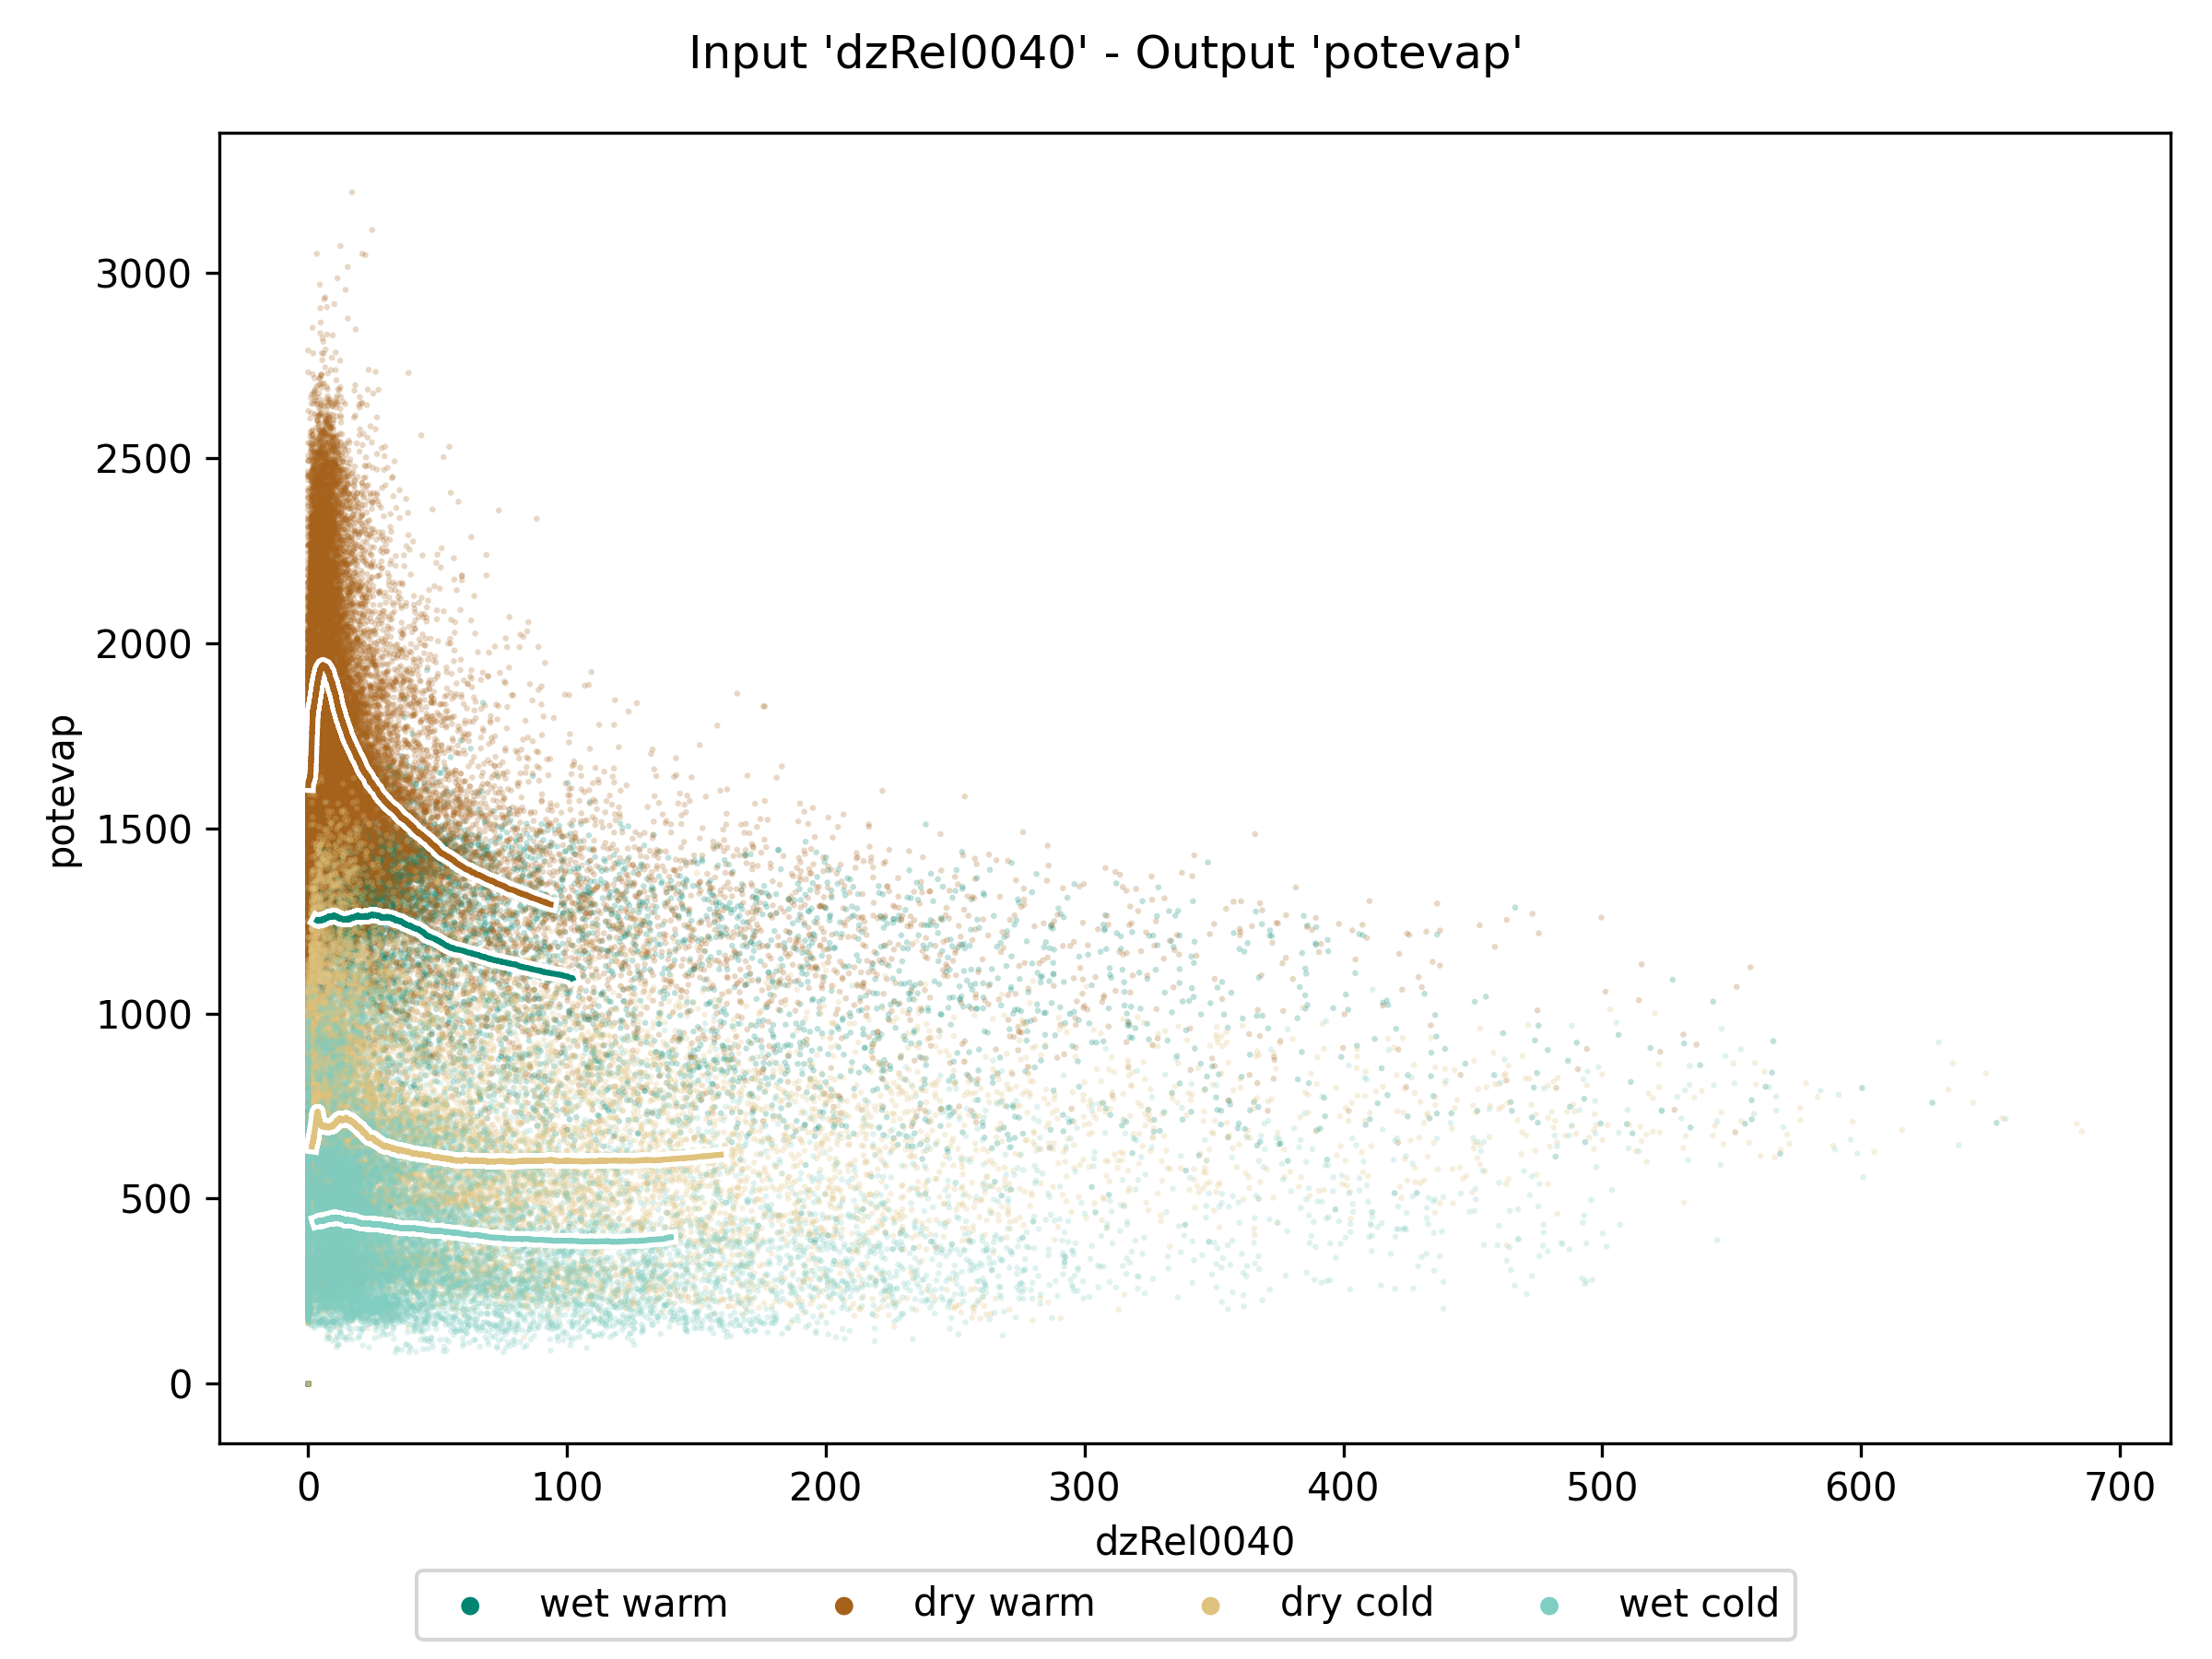 Input 'dzRel0040' - Output 'potevap'
3000
2500
2000
1500
1000
500
0
potevap
0 100 200 300 400 500 600 700
dzRel0040
wet warm dry warm dry cold wet cold